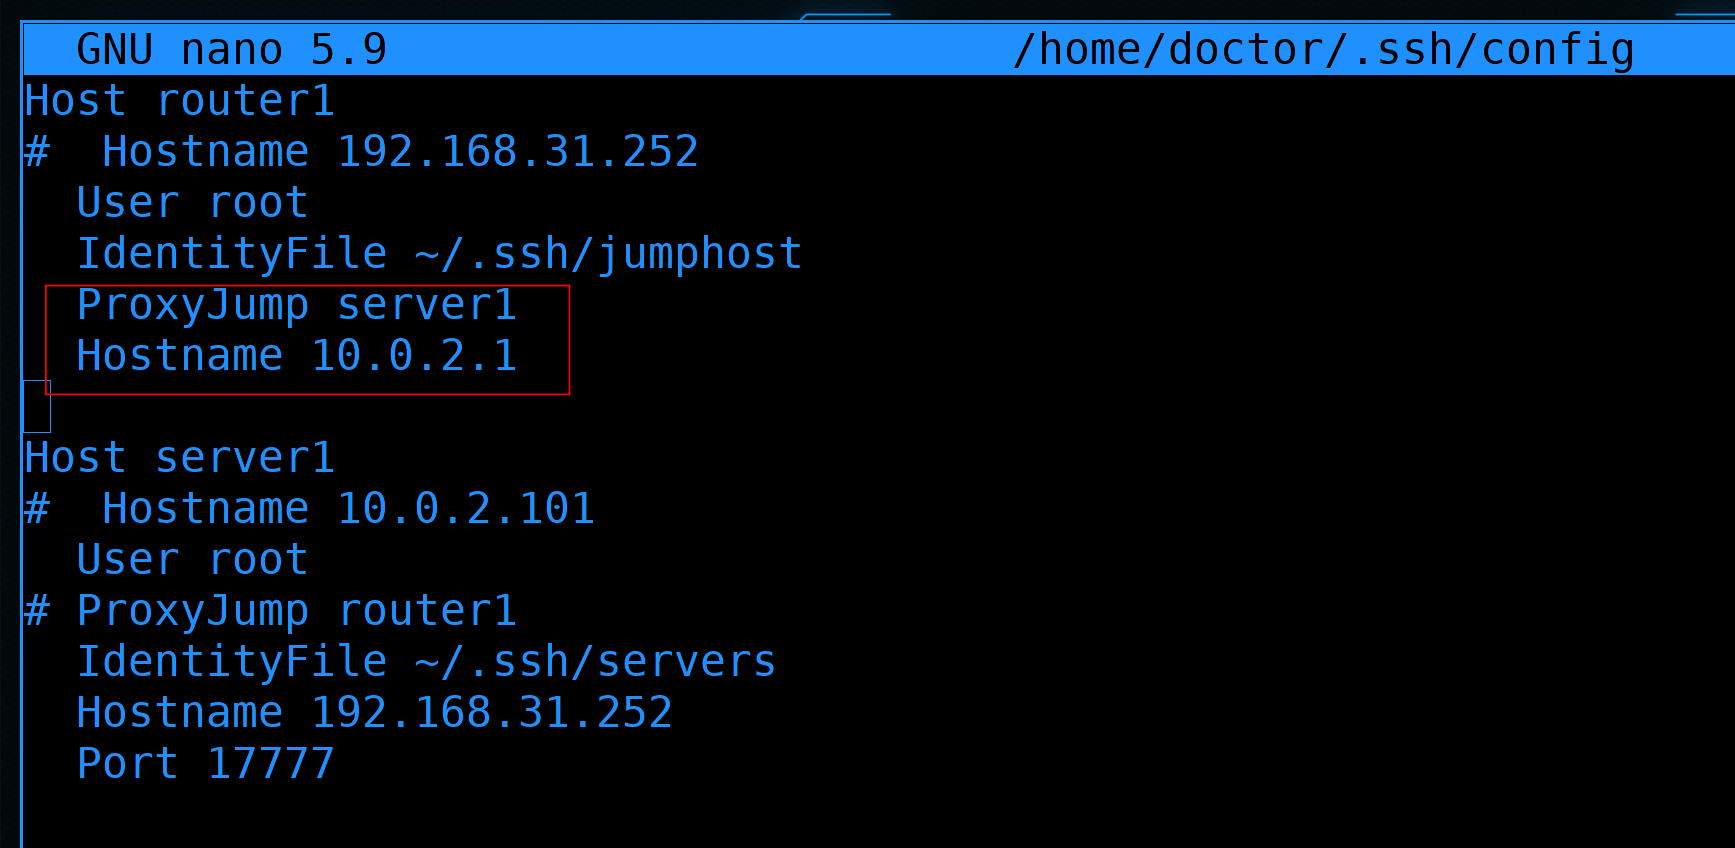 GNU nano 5.9 /home/doctor/.ssh/config
Host router1
#  Hostname 192.168.31.252
  User root
  IdentityFile ~/.ssh/jumphost
  ProxyJump server1
  Hostname 10.0.2.1
Host server1
#  Hostname 10.0.2.101
  User root
# ProxyJump router1
  IdentityFile ~/.ssh/servers
  Hostname 192.168.31.252
  Port 17777